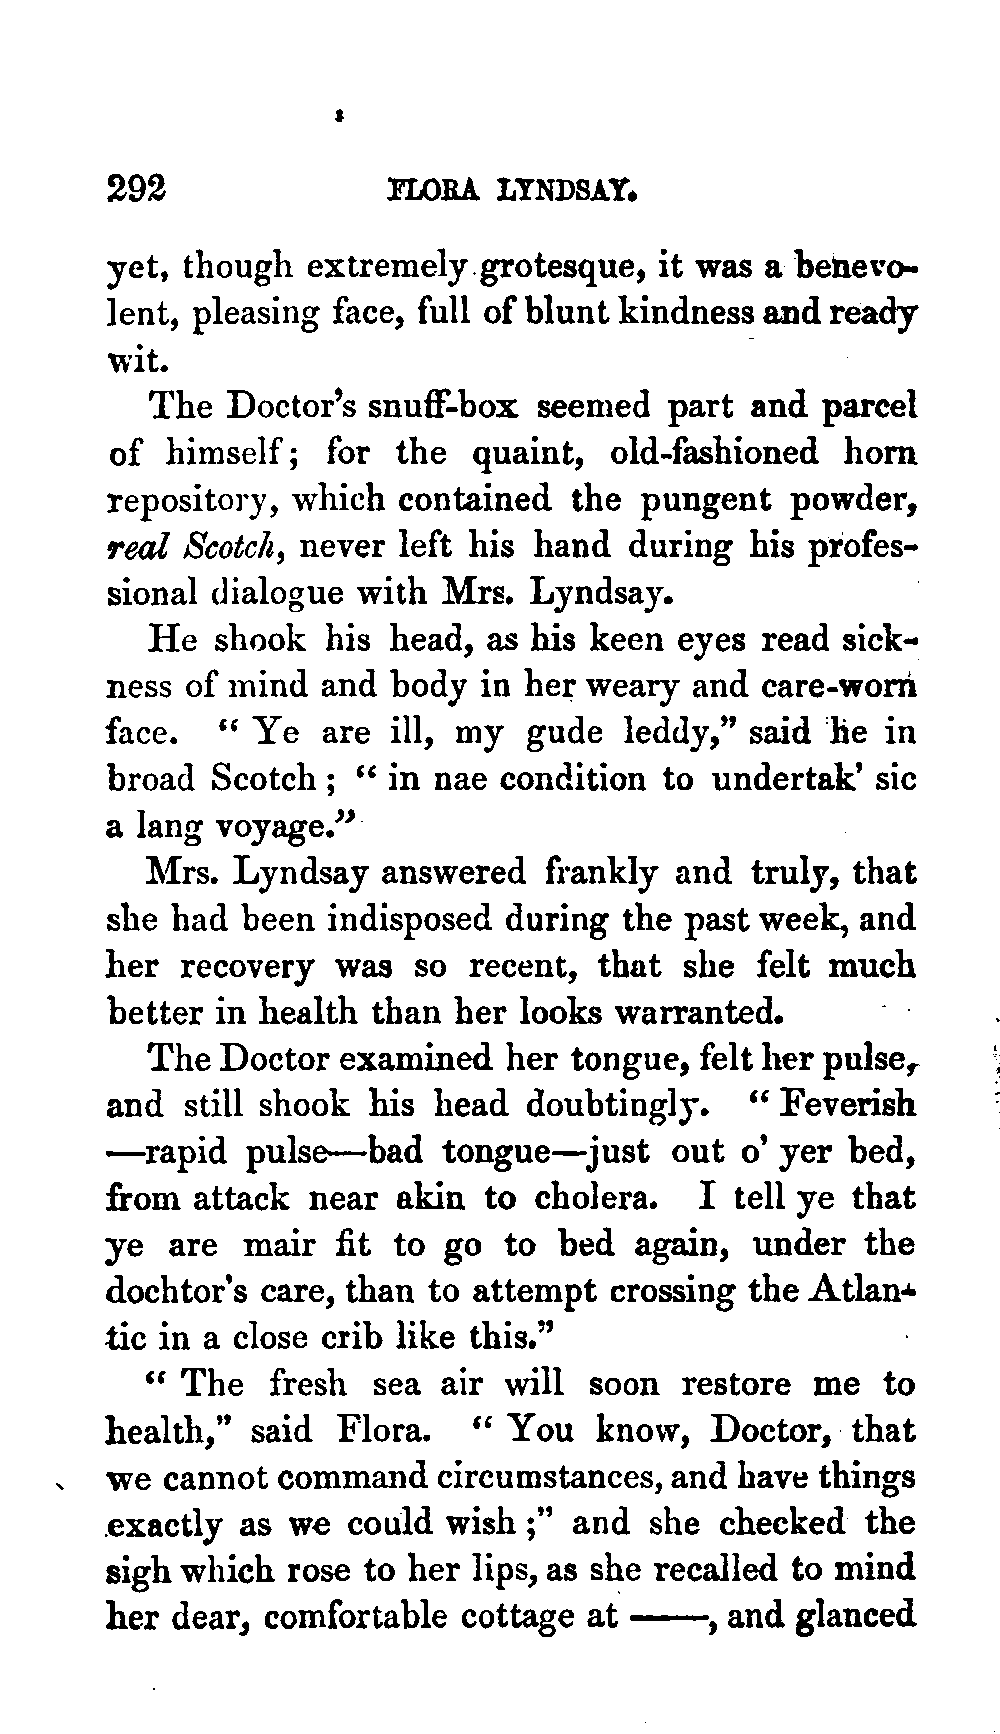 292 FLORA LYNDSAY.
yet, though extremely grotesque, it was a benevo-
lent, pleasing face, full of blunt kindness and ready
wit.
The Doctor's snuff-box seemed part and parcel
of himself; for the quaint, old-fashioned horn
repository, which contained the pungent powder,
real Scotch, never left his hand during his profes-
sional dialogue with Mrs. Lyndsay.
He shook his head, as his keen eyes read sick-
ness of mind and body in her weary and care-worn
face. "Ye are ill, my gude leddy," said he in
broad Scotch; "in nae condition to undertak' sic
a lang voyage."
Mrs. Lyndsay answered frankly and truly, that
she had been indisposed during the past week, and
her recovery was so recent, that she felt much
better in health than her looks warranted.
The Doctor examined her tongue, felt her pulse,
and still shook his head doubtingly. "Feverish
—rapid pulse—bad tongue—just out o' yer bed,
from attack near akin to cholera. I tell ye that
ye are mair fit to go to bed again, under the
dochtor's care, than to attempt crossing the Atlan-
tic in a close crib like this."
"The fresh sea air will soon restore me to
health," said Flora. "You know, Doctor, that
we cannot command circumstances, and have things
exactly as we could wish;" and she checked the
sigh which rose to her lips, as she recalled to mind
her dear, comfortable cottage at ——, and glanced